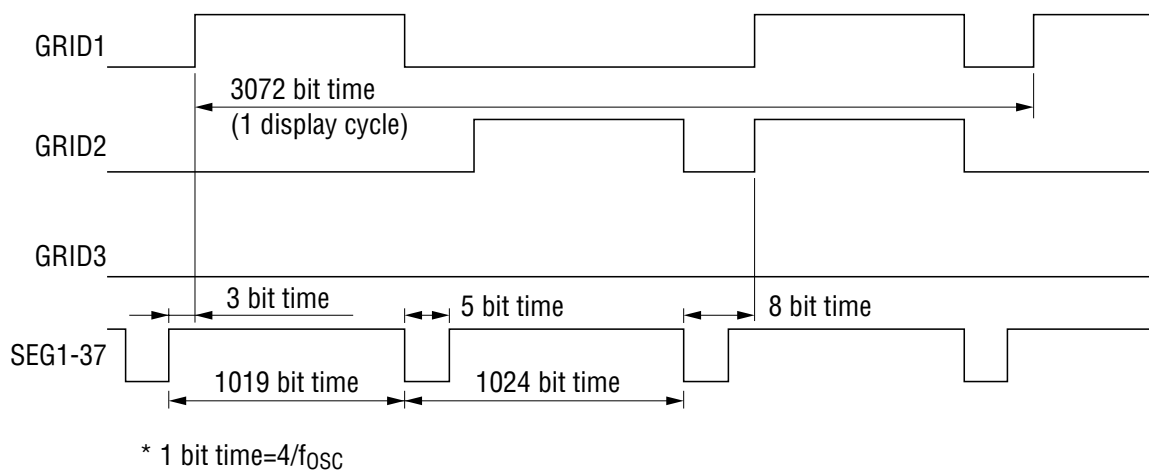 GRID1
3072 bit time
(1 display cycle)
GRID2
GRID3
3 bit time
5 bit time
8 bit time
SEG1-37
1019 bit time
1024 bit time
* 1 bit time=4/fOSC